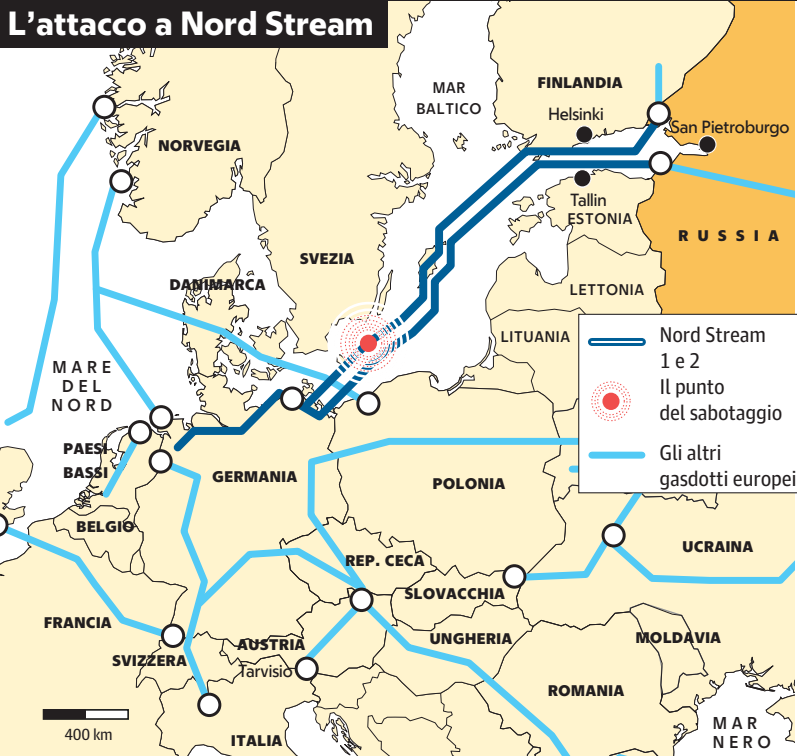 L'attacco a Nord Stream
MAR
BALTICO
FINLANDIA
Helsinki
San Pietroburgo
NORVEGIA
Tallin
ESTONIA
RUSSIA
SVEZIA
DANIMARCA
LETTONIA
LITUANIA
MARE
DEL
NORD
Nord Stream
1 e 2
Il punto
del sabotaggio
Gli altri
gasdotti europei
PAESI
BASSI
GERMANIA
POLONIA
BELGIO
UCRAINA
REP. CECA
SLOVACCHIA
FRANCIA
AUSTRIA
UNGHERIA
MOLDAVIA
SVIZZERA
Tarvisio
ROMANIA
400 km
ITALIA
MAR
NERO